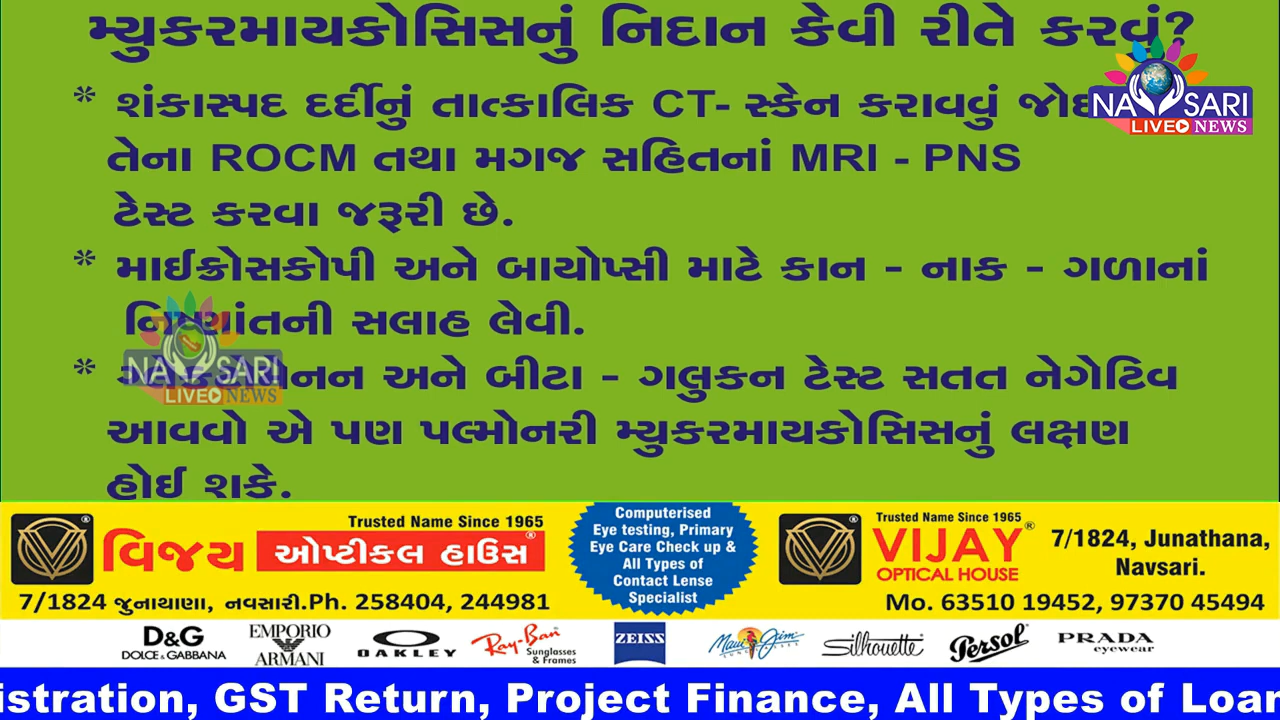 મ્યુકરમાયકોસિસનું નિદાન કેવી રીતે કરવું?
* શંકાસ્પદ દર્દીનું તાત્કાલિક CT- સ્કેન કરાવવું
તેના ROCM તથા મગજ સહિતનાં MRI - PNS
ટેસ્ટ કરવા જરૂરી છે.
* માઈક્રોસકોપી અને બાયોપ્સી માટે કાન - નાક - ગળાનાં
સલાહ લેવી.
* અને બીટા - ગલુકન ટેસ્ટ સતત નેગેટિવ
આવવો એ પણ પલ્મોનરી મ્યુકરમાયકોસિસનું લક્ષણ
હોઈ શકે.
NAVSARI
LIVE NEWS
NAVSARI
LIVE NEWS
Trusted Name Since 1965
વિજય ઓપ્ટીકલ હાઉસ
7/1824 જુનાથાણા, નવસારી.Ph. 258404, 244981
Computerised
Eye testing, Primary
Eye Care Check up &
All Types of
Contact Lense
Specialist
Trusted Name Since 1965
VIJAY
OPTICAL HOUSE
7/1824, Junathana,
Navsari.
Mo. 63510 19452, 97370 45494
D&G
DOLCE & GABBANA
EMPORIO
ARMANI
OAKLEY
Ray-Ban
Sunglasses
& Frames
ZEISS
Maui Jim
SUNGLASSES
Silhouette
Persol
PRADA
eyewear
istration, GST Return, Project Finance, All Types of Loan